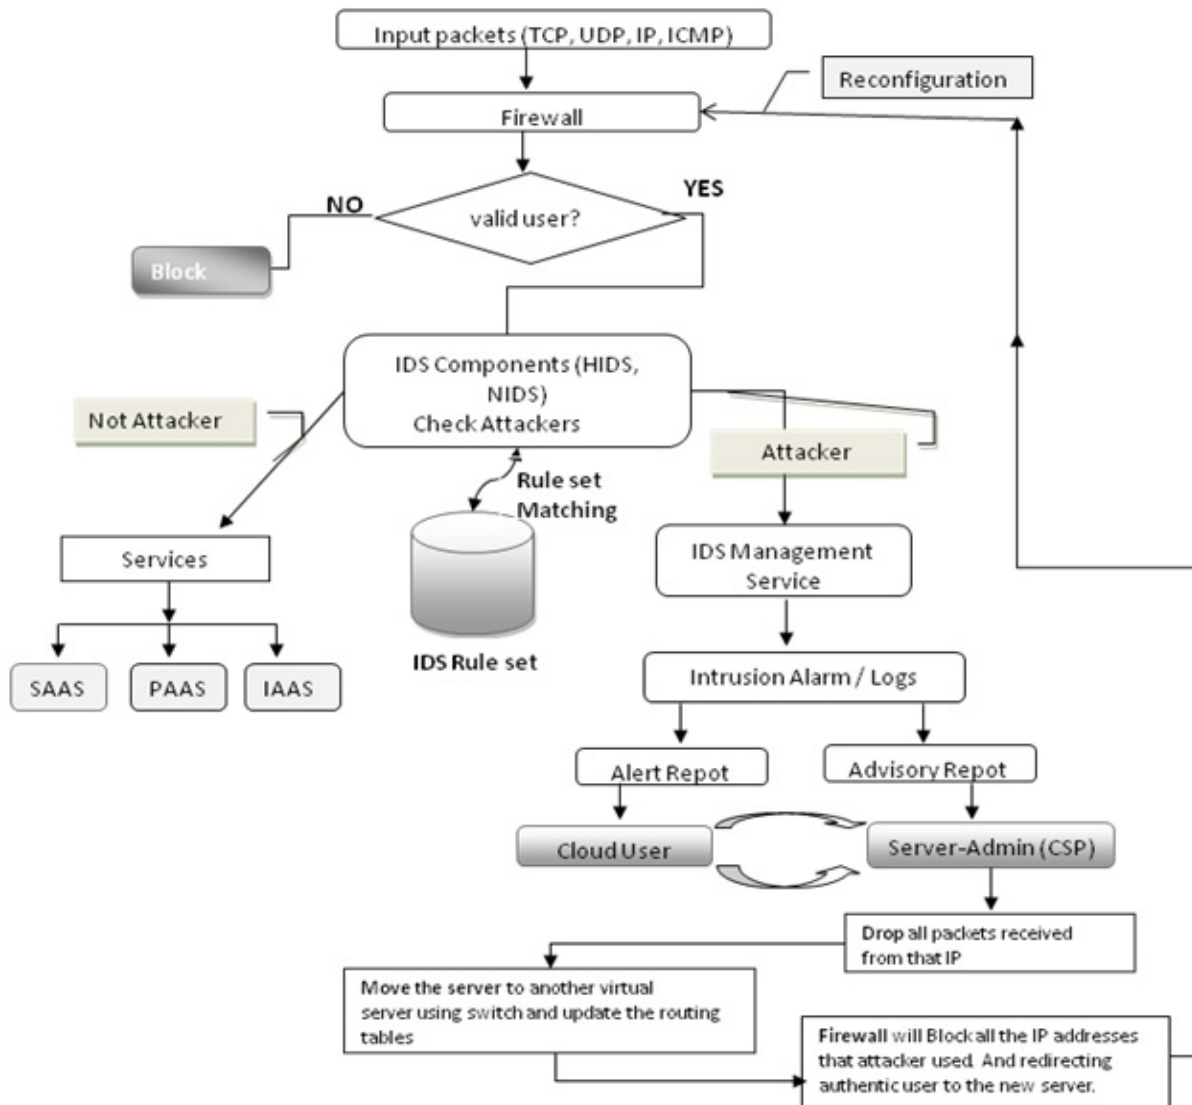 Input packets (TCP, UDP, IP, ICMP)
Reconfiguration
Firewall
NO
YES
valid user?
Block
IDS Components (HIDS,
NIDS)
Check Attackers
Not Attacker
Attacker
Rule set
Matching
Services
IDS Management
Service
IDS Rule set
SAAS
PAAS
IAAS
Intrusion Alarm / Logs
Alert Repot
Advisory Repot
Cloud User
Server-Admin (CSP)
Drop all packets received
from that IP
Move the server to another virtual
server using switch and update the routing
tables
Firewall will Block all the IP addresses
that attacker used. And redirecting
authentic user to the new server.